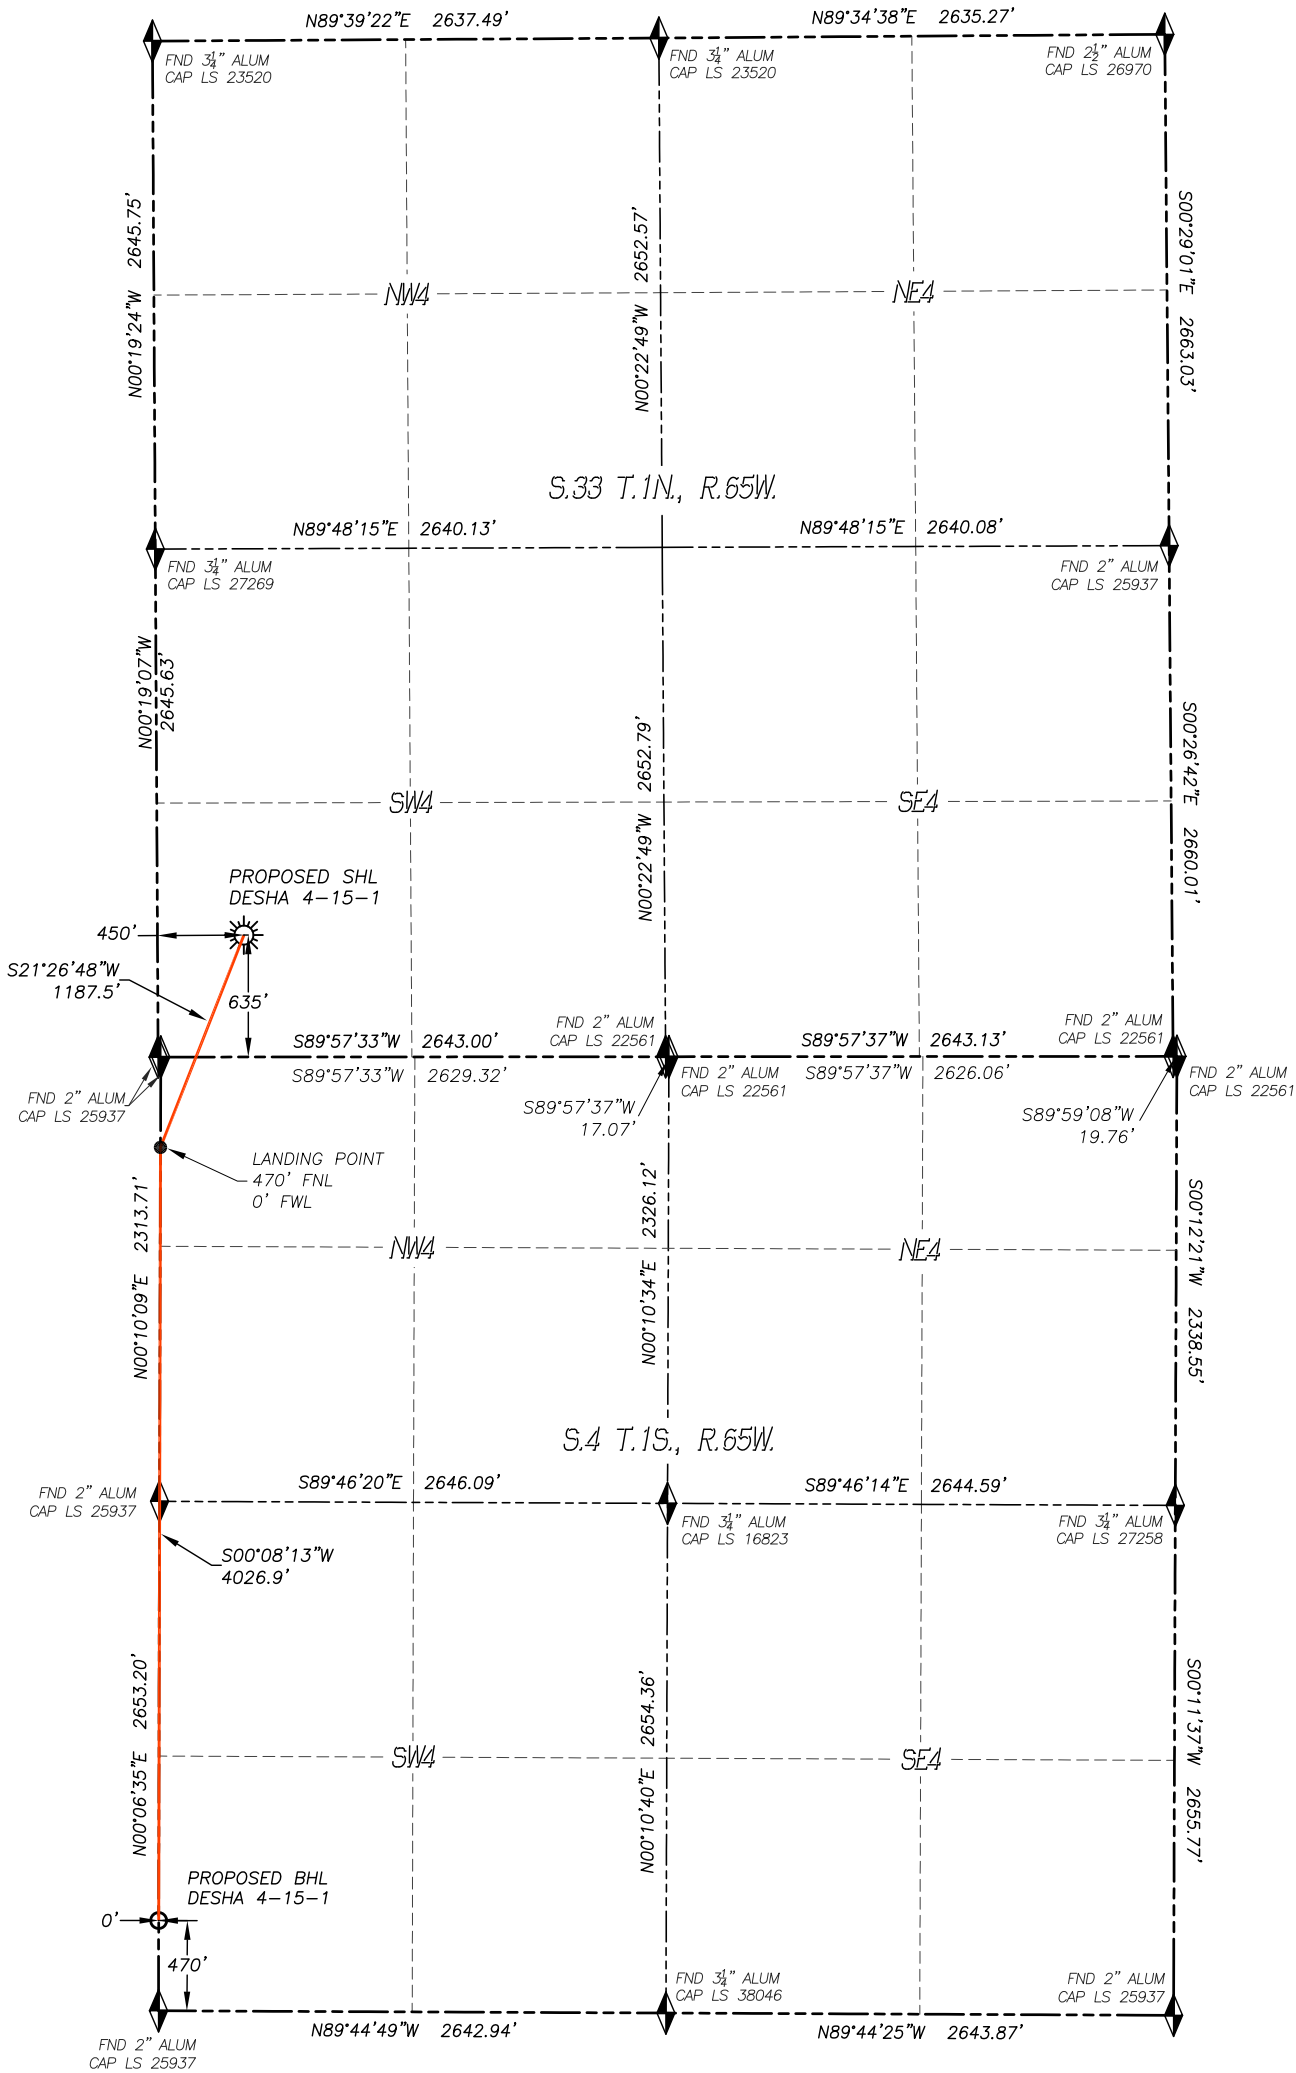 N89°39'22"E 2637.49'
N89°34'38"E 2635.27'
FND 3¼" ALUM
CAP LS 23520
FND 3¼" ALUM
CAP LS 23520
FND 2½" ALUM
CAP LS 26970
N00°19'24"W 2645.75'
N00°22'49"W 2652.57'
S00°29'01"E 2663.03'
NW4
NE4
S.33 T.1N., R.65W.
N89°48'15"E 2640.13'
N89°48'15"E 2640.08'
FND 3¼" ALUM
CAP LS 27269
FND 2" ALUM
CAP LS 25937
N00°19'07"W
2645.63'
N00°22'49"W 2652.79'
S00°26'42"E 2660.01'
SW4
SE4
PROPOSED SHL
DESHA 4-15-1
450'
S21°26'48"W
1187.5'
635'
S89°57'33"W 2643.00'
FND 2" ALUM
CAP LS 22561
S89°57'37"W 2643.13'
FND 2" ALUM
CAP LS 22561
S89°57'33"W 2629.32'
FND 2" ALUM
CAP LS 22561
S89°57'37"W 2626.06'
FND 2" ALUM
CAP LS 22561
FND 2" ALUM
CAP LS 25937
S89°57'37"W
17.07'
S89°59'08"W
19.76'
LANDING POINT
470' FNL
0' FWL
N00°10'09"E 2313.71'
N00°10'34"E 2326.12'
S00°12'21"W 2338.55'
NW4
NE4
S.4 T.1S., R.65W.
S89°46'20"E 2646.09'
S89°46'14"E 2644.59'
FND 2" ALUM
CAP LS 25937
FND 3¼" ALUM
CAP LS 16823
FND 3¼" ALUM
CAP LS 27258
S00°08'13"W
4026.9'
N00°06'35"E 2653.20'
N00°10'40"E 2654.36'
S00°11'37"W 2655.77'
SW4
SE4
PROPOSED BHL
DESHA 4-15-1
0'
470'
FND 3¼" ALUM
CAP LS 38046
FND 2" ALUM
CAP LS 25937
N89°44'49"W 2642.94'
N89°44'25"W 2643.87'
FND 2" ALUM
CAP LS 25937